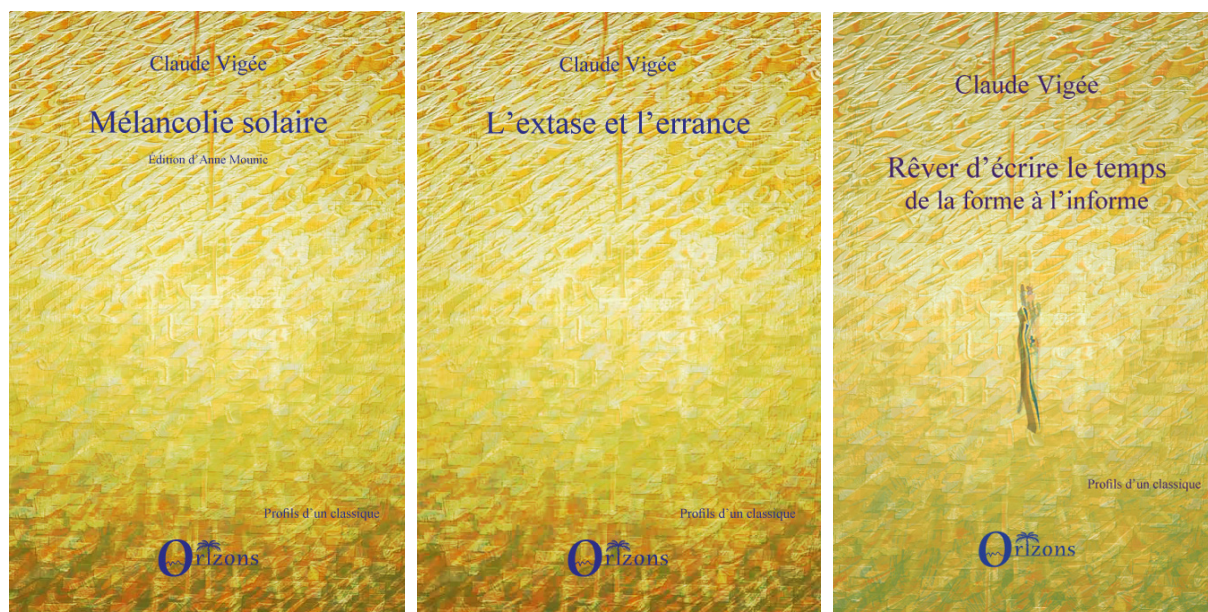 Claude Vigée
Mélancolie solaire
Édition d'Anne Mounic
Profils d'un classique
Orizons
Claude Vigée
L'extase et l'errance
Profils d'un classique
Orizons
Claude Vigée
Rêver d'écrire le temps
de la forme à l'informe
Profils d'un classique
Orizons